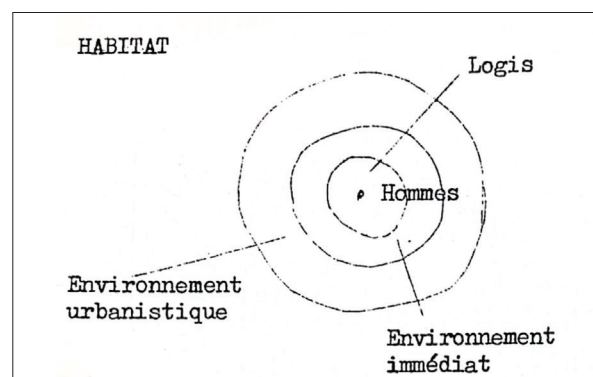 HABITAT
Logis
Hommes
Environnement
urbanistique
Environnement
immédiat